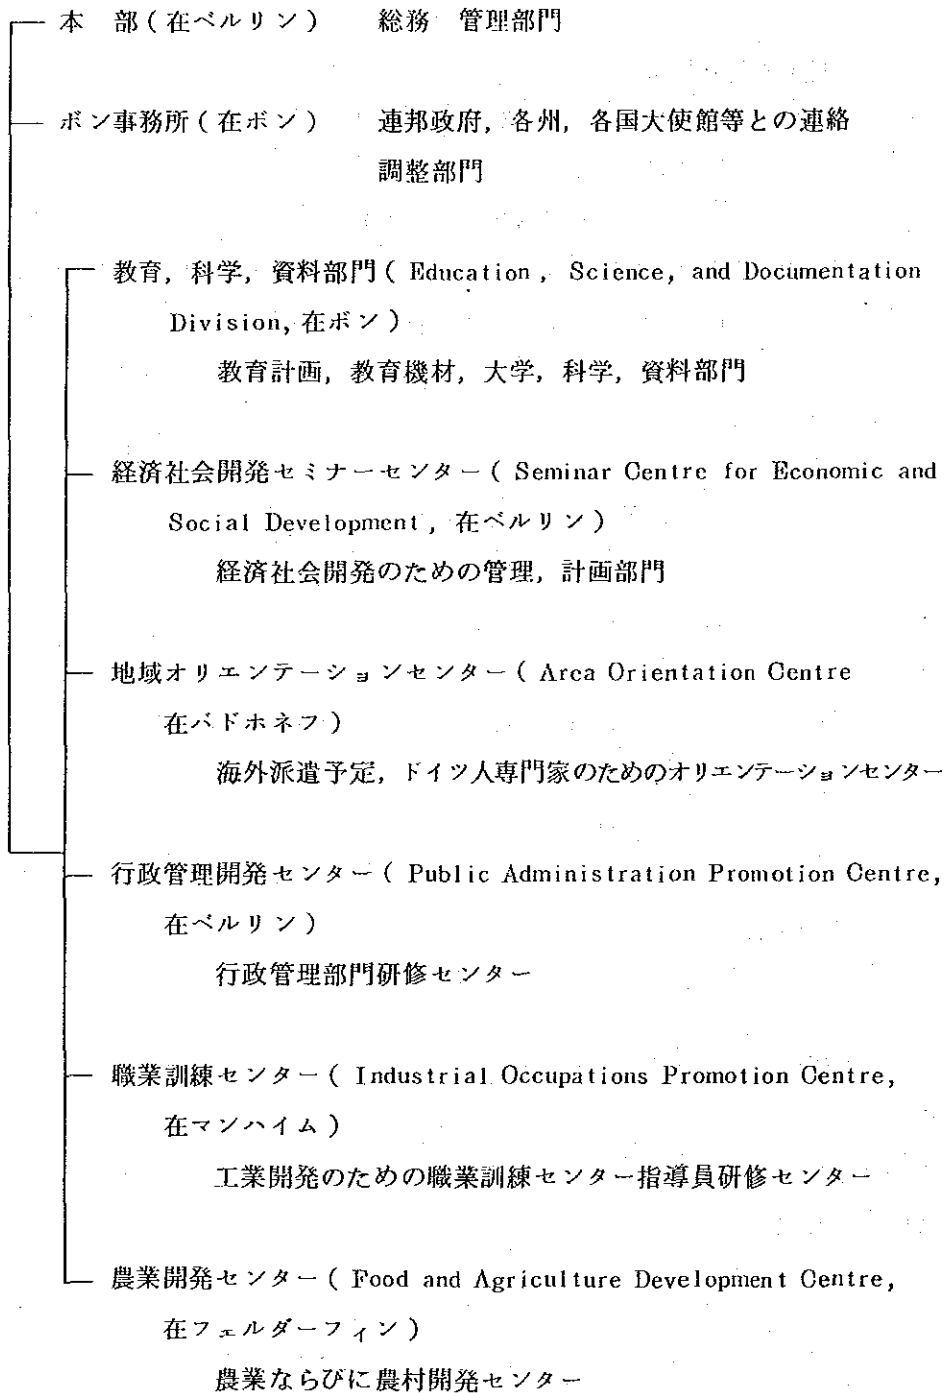 本 部(在ベルリン) 総務 管理部門
ボン事務所(在ボン) 連邦政府,各州,各国大使館等との連絡
調整部門
教育,科学,資料部門( Education, Science, and Documentation
Division,在ボン)
教育計画,教育機材,大学,科学,資料部門
経済社会開発セミナーセンター( Seminar Centre for Economic and
Social Development,在ベルリン)
経済社会開発のための管理,計画部門
地域オリエンテーションセンター( Area Orientation Centre
在バドホネフ)
海外派遣予定,ドイツ人専門家のためのオリエンテーションセンター
行政管理開発センター( Public Administration Promotion Centre,
在ベルリン)
行政管理部門研修センター
職業訓練センター( Industrial Occupations Promotion Centre,
在マンハイム)
工業開発のための職業訓練センター指導員研修センター
農業開発センター( Food and Agriculture Development Centre,
在フェルダーフィン)
農業ならびに農村開発センター